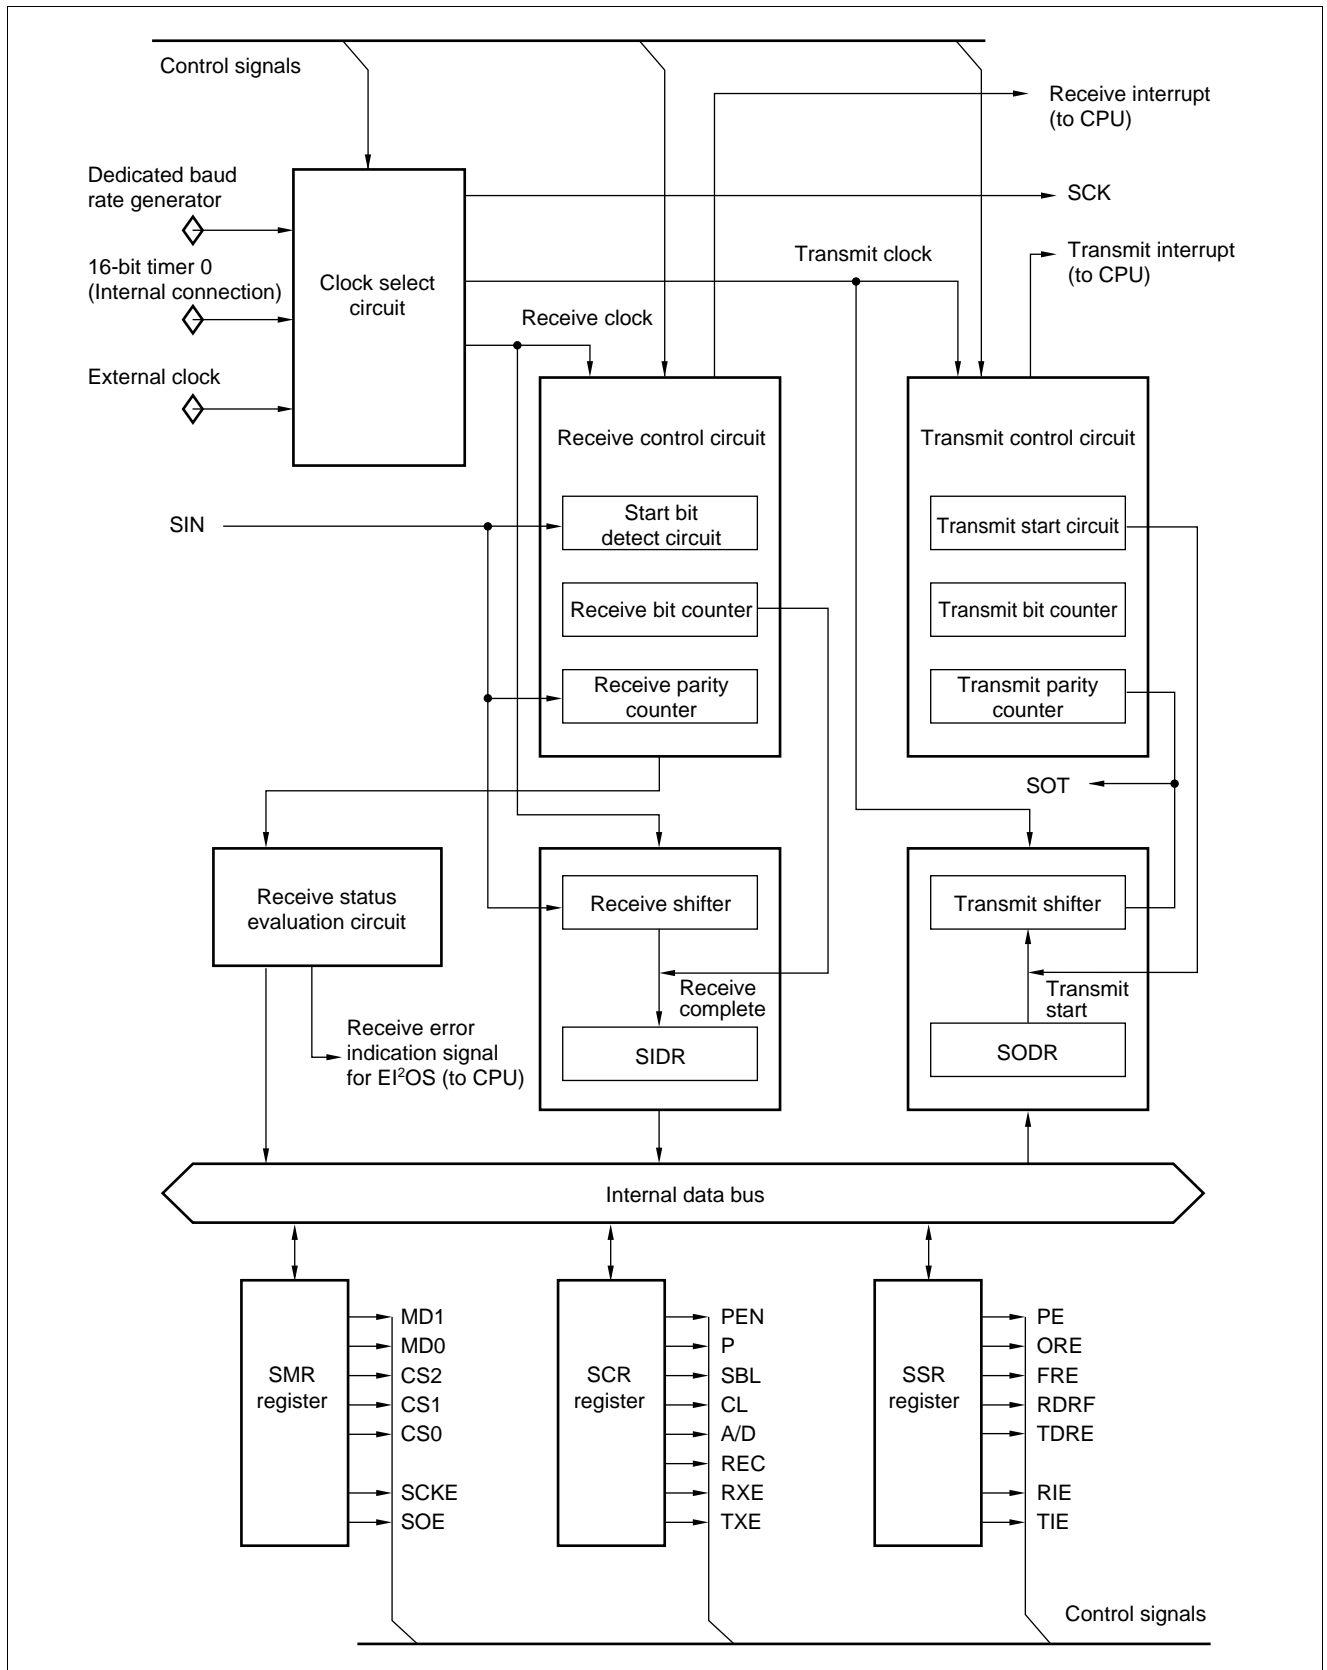 Control signals
Receive interrupt
(to CPU)
Dedicated baud
rate generator
SCK
Transmit clock
Transmit interrupt
(to CPU)
16-bit timer 0
(Internal connection)
Clock select
circuit
Receive clock
External clock
Receive control circuit
Transmit control circuit
SIN
Start bit
detect circuit
Transmit start circuit
Receive bit counter
Transmit bit counter
Receive parity
counter
Transmit parity
counter
SOT
Receive status
evaluation circuit
Receive shifter
Transmit shifter
Receive
complete
Transmit
start
Receive error
indication signal
for EI²OS (to CPU)
SIDR
SODR
Internal data bus
SMR
register
MD1
MD0
CS2
CS1
CS0
SCKE
SOE
SCR
register
PEN
P
SBL
CL
A/D
REC
RXE
TXE
SSR
register
PE
ORE
FRE
RDRF
TDRE
RIE
TIE
Control signals